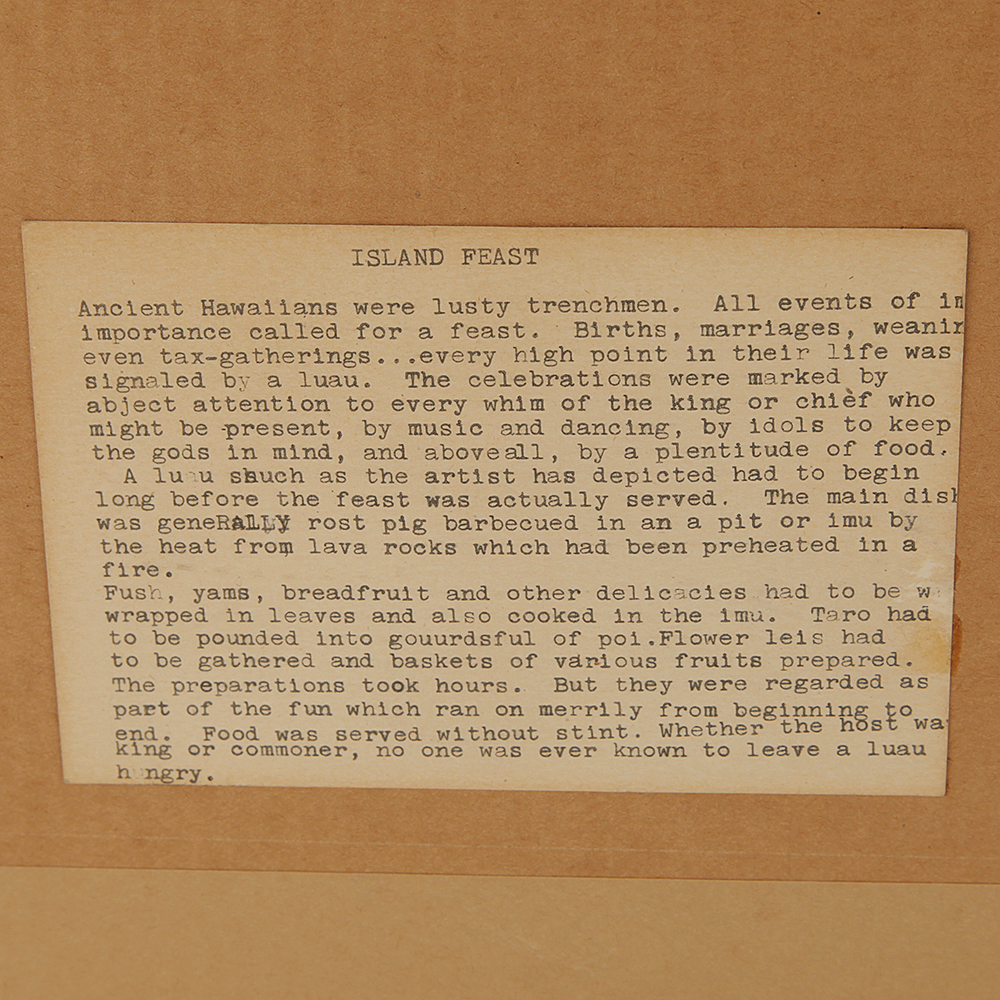 ISLAND FEAST
Ancient Hawaiians were lusty trenchmen.  All events of in
importance called for a feast.  Births, marriages, weanin
even tax-gatherings...every high point in their life was
signaled by a luau.  The celebrations were marked by
abject attention to every whim of the king or chief who
might be present, by music and dancing, by idols to keep
the gods in mind, and aboveall, by a plentitude of food.
A lu u shuch as the artist has depicted had to begin
long before the feast was actually served.  The main dish
was geneRALLY rost pig barbecued in an a pit or imu by
the heat from lava rocks which had been preheated in a
fire.
Fush, yams, breadfruit and other delicacies had to be w
wrapped in leaves and also cooked in the imu.  Taro had
to be pounded into gouurdsful of poi.Flower leis had
to be gathered and baskets of various fruits prepared.
The preparations took hours.  But they were regarded as
part of the fun which ran on merrily from beginning to
end.  Food was served without stint. Whether the host wa
king or commoner, no one was ever known to leave a luau
h ngry.